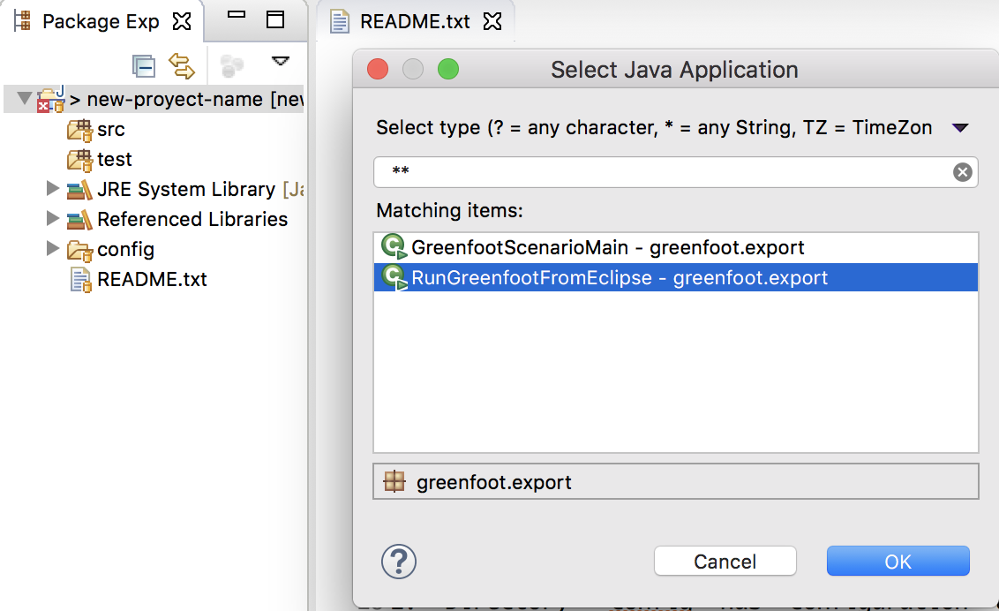 Package Exp
README.txt
> new-proyect-name [nev
src
test
JRE System Library [Ja
Referenced Libraries
config
README.txt
Select Java Application
Select type (? = any character, * = any String, TZ = TimeZon
**
Matching items:
GreenfootScenarioMain - greenfoot.export
RunGreenfootFromEclipse - greenfoot.export
greenfoot.export
?
Cancel
OK